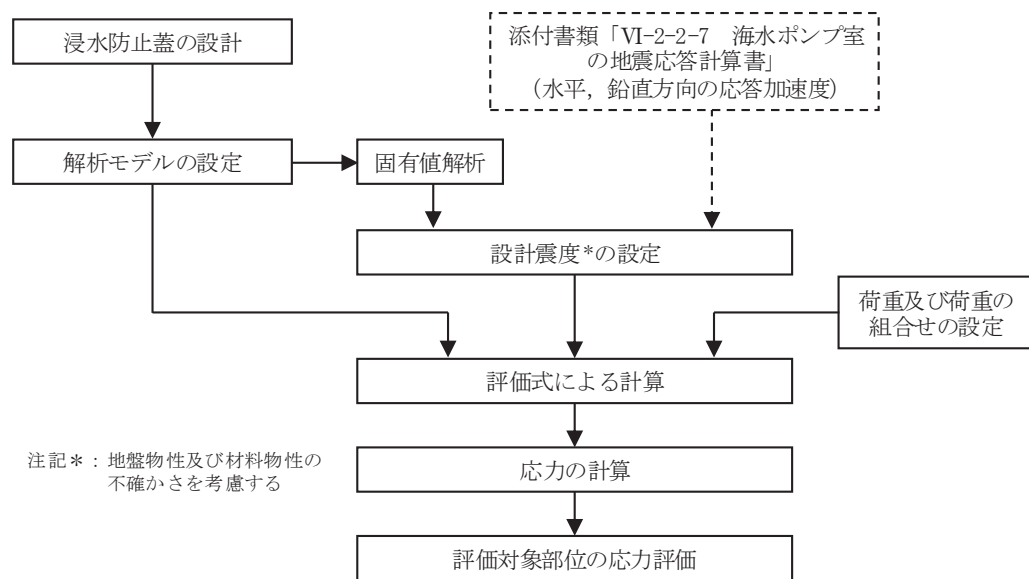 浸水防止蓋の設計
添付書類「Ⅵ-2-2-7 海水ポンプ室
の地震応答計算書」
（水平，鉛直方向の応答加速度）
解析モデルの設定
固有値解析
設計震度*の設定
荷重及び荷重の
組合せの設定
評価式による計算
注記＊：地盤物性及び材料物性の
不確かさを考慮する
応力の計算
評価対象部位の応力評価